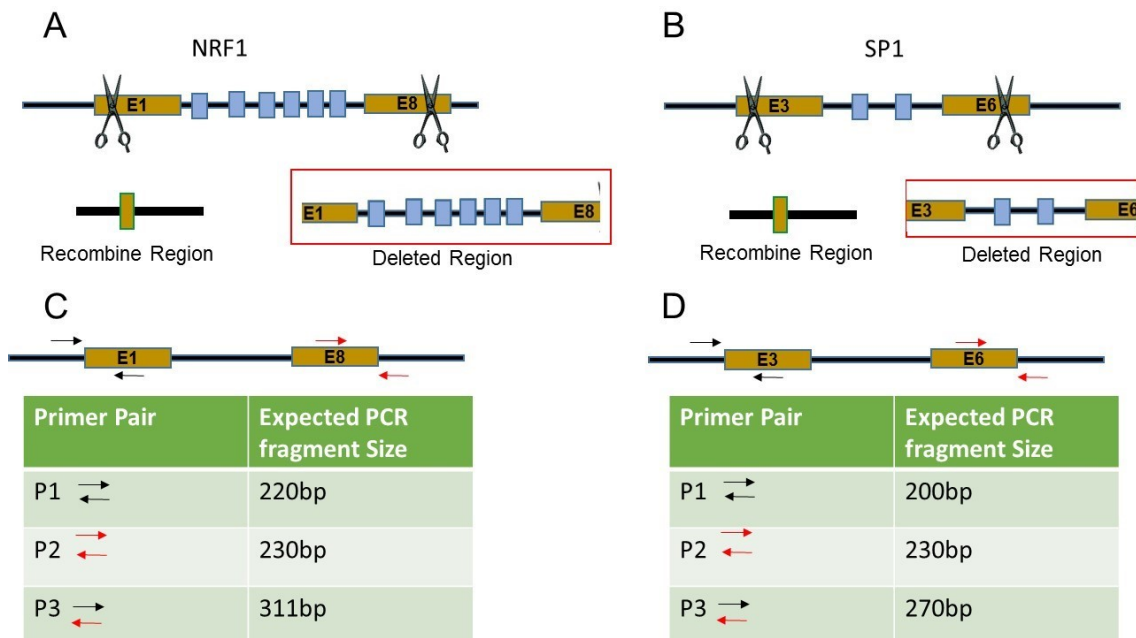 A
NRF1
E1
E8
E1
E8
Recombine Region
Deleted Region
B
SP1
E3
E6
E3
E6
Recombine Region
Deleted Region
C
E1
E8
Primer Pair
Expected PCR
fragment Size
P1
220bp
P2
230bp
P3
311bp
D
E3
E6
Primer Pair
Expected PCR
fragment Size
P1
200bp
P2
230bp
P3
270bp